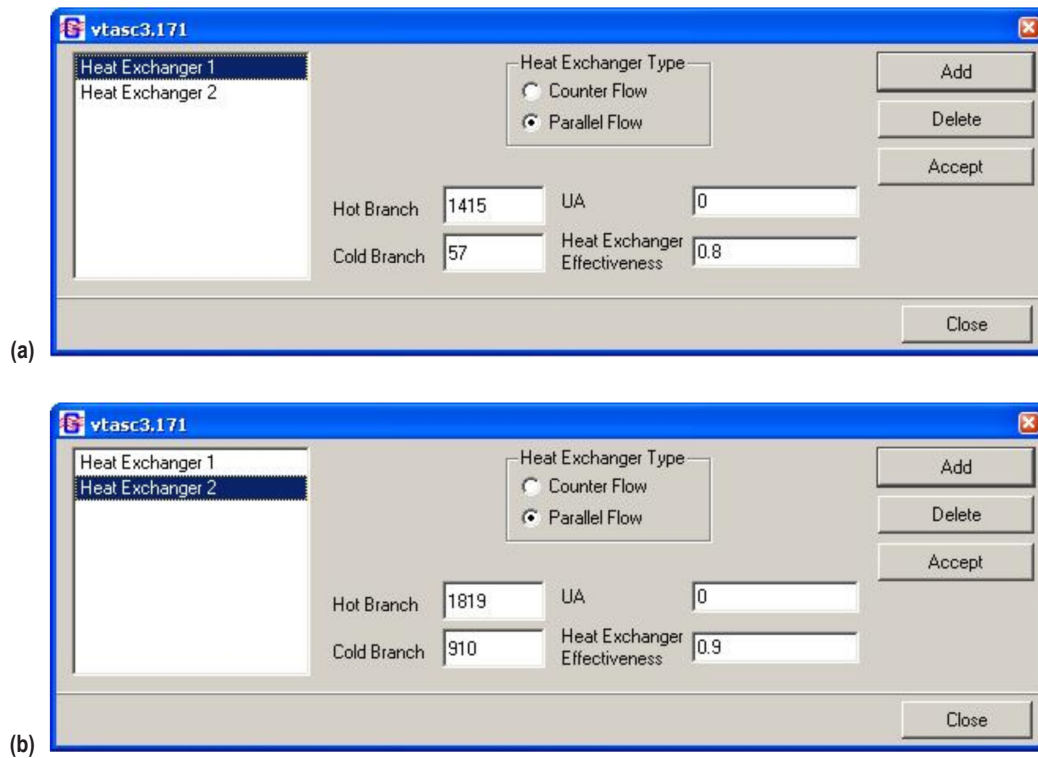 vtasc3.171
Heat Exchanger 1
Heat Exchanger 2
Heat Exchanger Type
Counter Flow
Parallel Flow
Add
Delete
Accept
Hot Branch 1415 UA 0
Cold Branch 57 Heat Exchanger Effectiveness 0.8
Close
(a)
vtasc3.171
Heat Exchanger 1
Heat Exchanger 2
Heat Exchanger Type
Counter Flow
Parallel Flow
Add
Delete
Accept
Hot Branch 1819 UA 0
Cold Branch 910 Heat Exchanger Effectiveness 0.9
Close
(b)